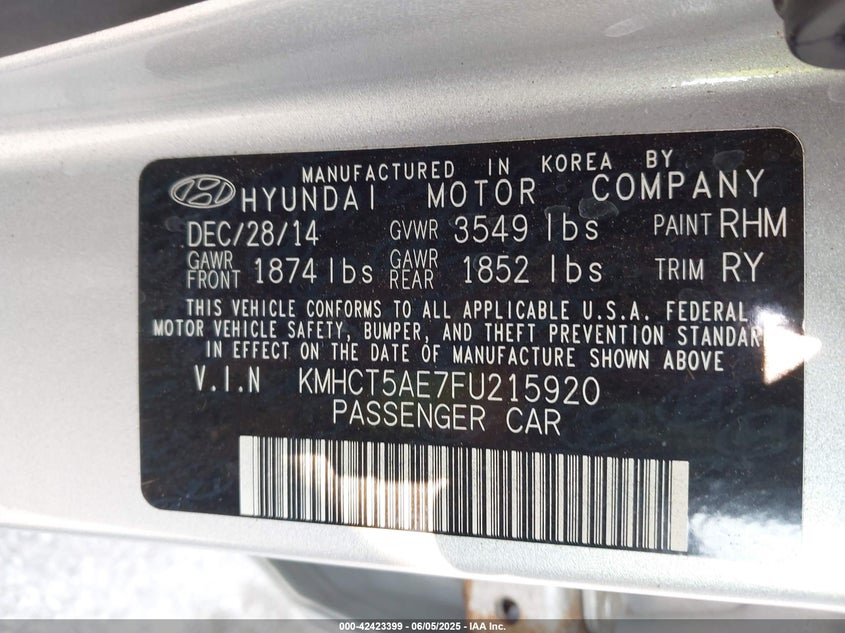 MANUFACTURED IN KOREA BY
HYUNDAI MOTOR COMPANY
DEC/28/14 GVWR 3549 lbs PAINT RHM
GAWR FRONT 1874 lbs GAWR REAR 1852 lbs TRIM RY
THIS VEHICLE CONFORMS TO ALL APPLICABLE U.S.A. FEDERAL
MOTOR VEHICLE SAFETY, BUMPER, AND THEFT PREVENTION STANDAR
IN EFFECT ON THE DATE OF MANUFACTURE SHOWN ABOVE
V.I.N KMHCT5AE7FU215920
PASSENGER CAR
000-42423399 - 06/05/2025 - IAA Inc.